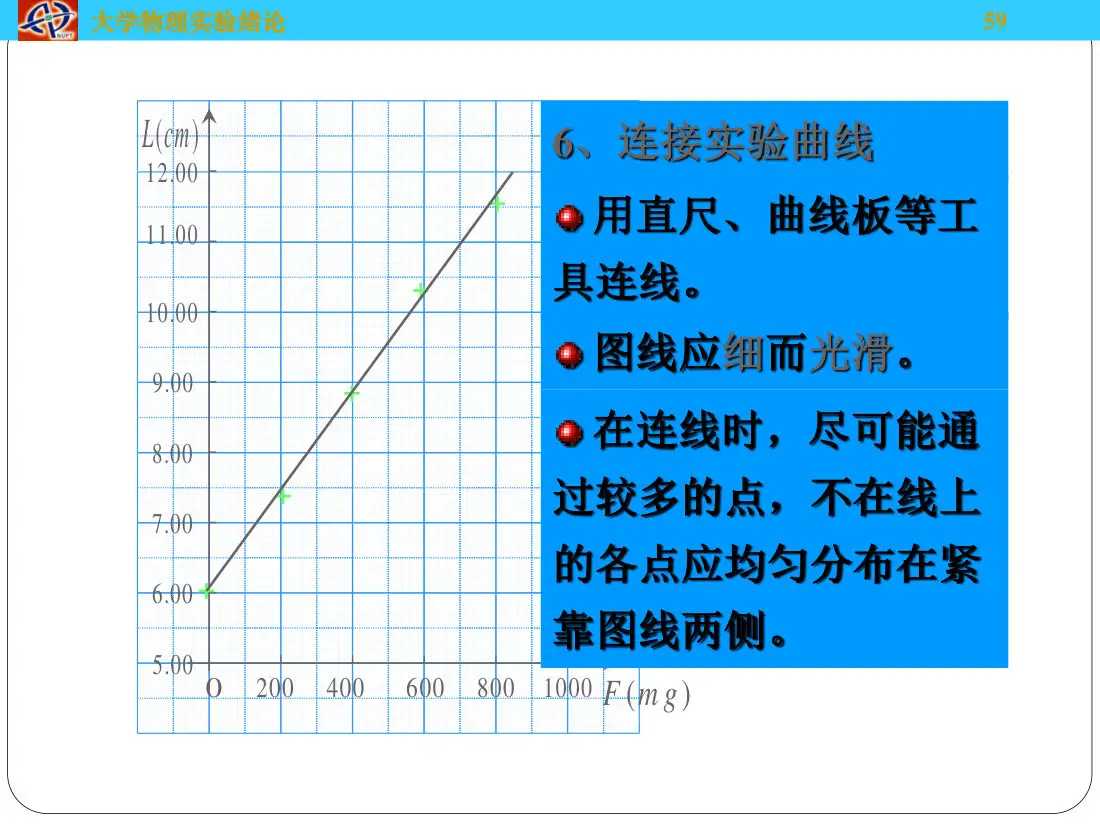 大学物理实验绪论
59
NUPT
L(cm)
12.00
11.00
10.00
9.00
8.00
7.00
6.00
5.00
O 200 400 600 800 1000 F(mg)
6、连接实验曲线
用直尺、曲线板等工
具连线。
图线应细而光滑。
在连线时，尽可能通
过较多的点，不在线上
的各点应均匀分布在紧
靠图线两侧。